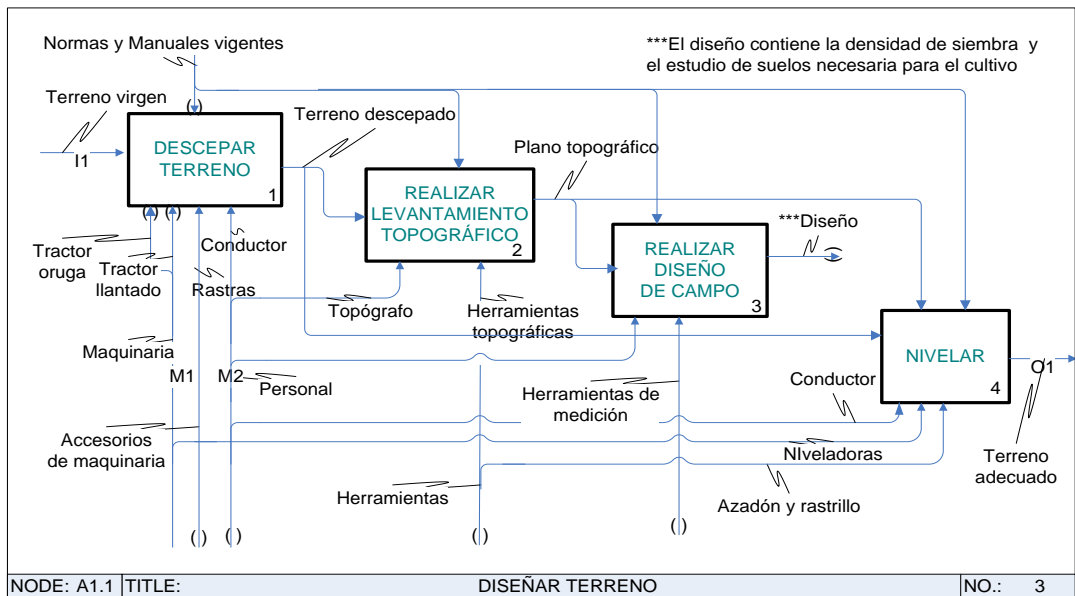 Normas y Manuales vigentes
***El diseño contiene la densidad de siembra y
el estudio de suelos necesaria para el cultivo
Terreno virgen
( )
I1
DESCEPAR
TERRENO
1
Terreno descepado
Plano topográfico
REALIZAR
LEVANTAMIENTO
TOPOGRÁFICO
2
***Diseño
( )
REALIZAR
DISEÑO
DE CAMPO
3
( )
( )
Tractor
oruga
Tractor
llantado
Conductor
Rastras
Topógrafo
Herramientas
topográficas
Maquinaria
M1
M2
Personal
NIVELAR
4
O1
Herramientas de
medición
Conductor
Accesorios
de maquinaria
NIveladoras
Terreno
adecuado
Herramientas
Azadón y rastrillo
( )
( )
( )
( )
NODE: A1.1
TITLE:
DISEÑAR TERRENO
NO.: 3